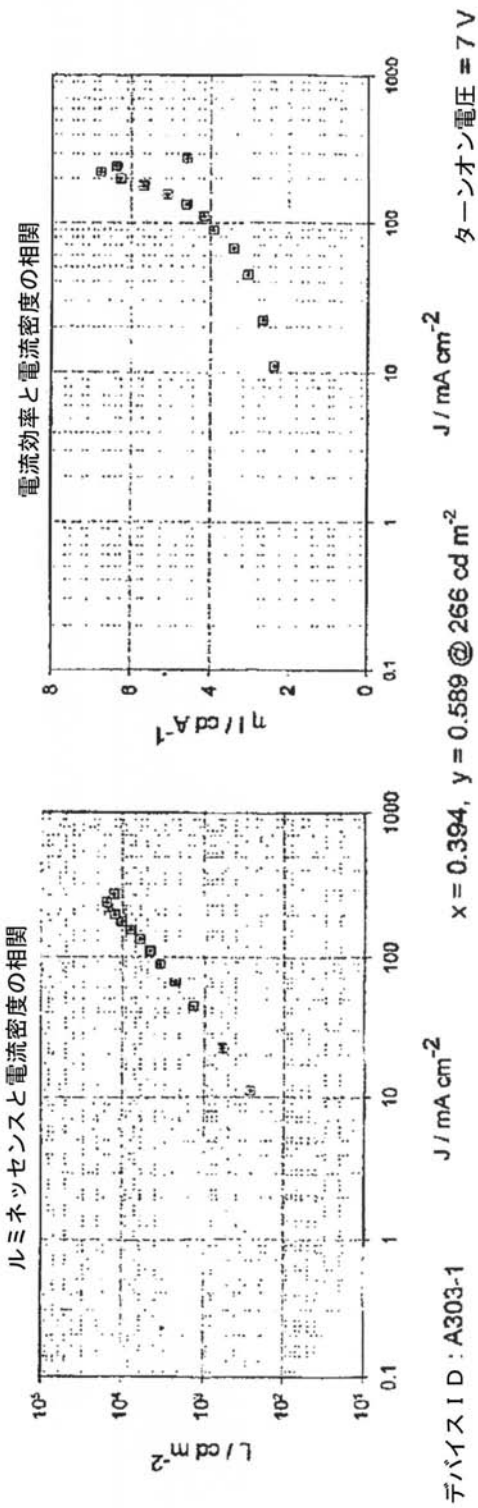 ルミネッセンスと電流密度の相関
10⁵
10⁴
10³
10²
10¹
L / cd m⁻²
0.1
1
10
100
1000
J / mA cm⁻²
電流効率と電流密度の相関
8
6
4
2
0
η I / cd A⁻¹
0.1
1
10
100
1000
J / mA cm⁻²
デバイスID：A303-1
x = 0.394, y = 0.589 @ 266 cd m⁻²
ターンオン電圧 = 7 V